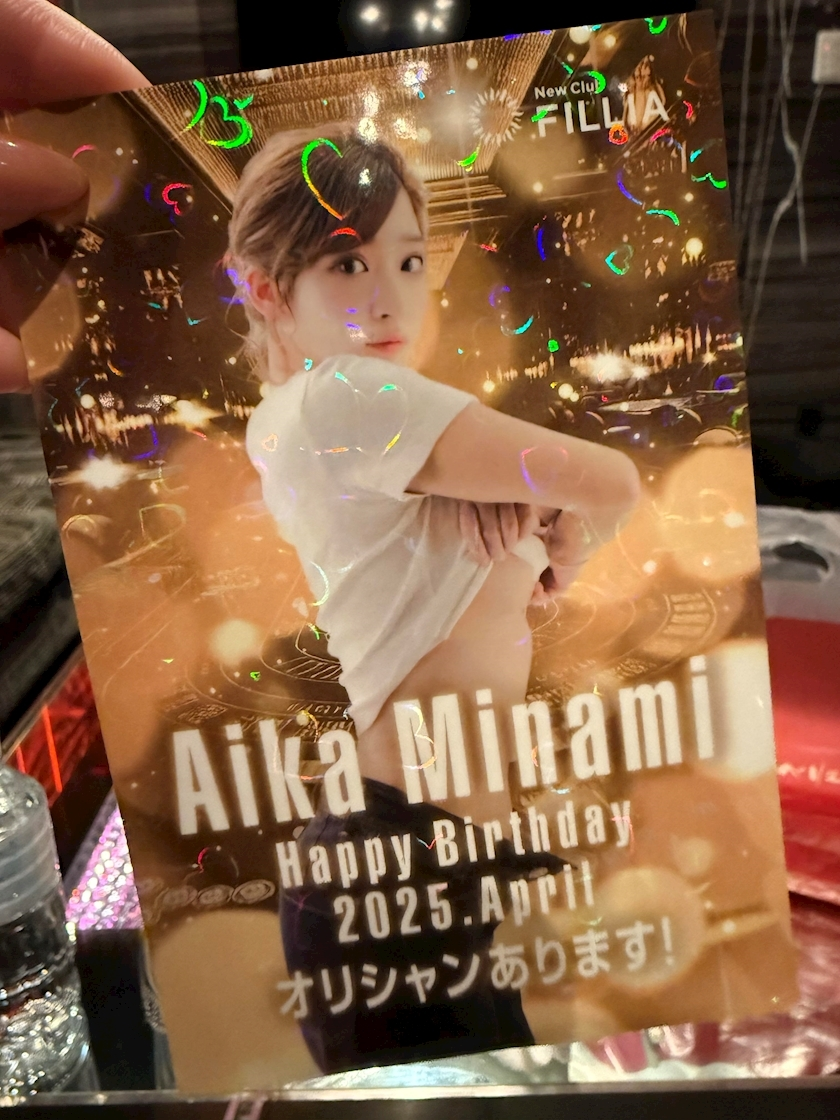 New Club
FILLIA
Aika Minami
Happy Birthday
2025.April
オリシャンあります!